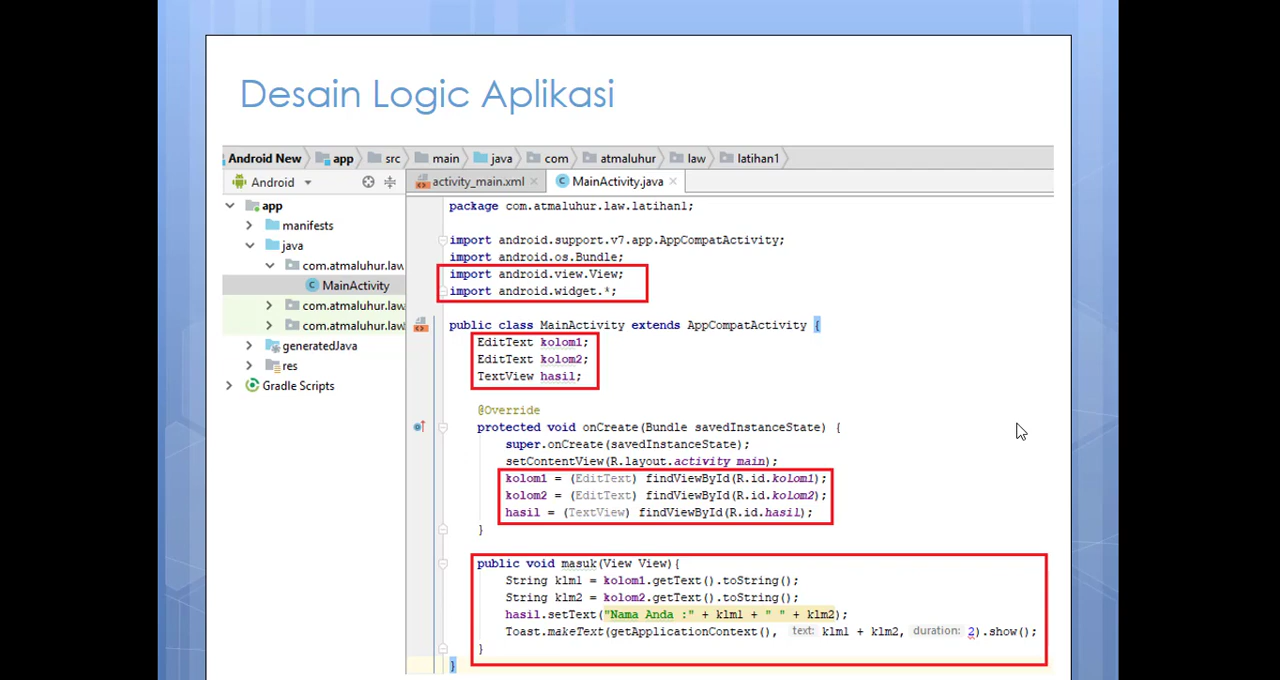 Desain Logic Aplikasi
Android New app src main java com atmaluhur law latihan1
Android activity_main.xml MainActivity.java
app
manifests
java
com.atmaluhur.law
MainActivity
com.atmaluhur.law
com.atmaluhur.law
generatedJava
res
Gradle Scripts
package com.atmaluhur.law.latihan1;
import android.support.v7.app.AppCompatActivity;
import android.os.Bundle;
import android.view.View;
import android.widget.*;
public class MainActivity extends AppCompatActivity {
EditText kolom1;
EditText kolom2;
TextView hasil;
@Override
protected void onCreate(Bundle savedInstanceState) {
super.onCreate(savedInstanceState);
setContentView(R.layout.activity_main);
kolom1 = (EditText) findViewById(R.id.kolom1);
kolom2 = (EditText) findViewById(R.id.kolom2);
hasil = (TextView) findViewById(R.id.hasil);
}
public void masuk(View View){
String klm1 = kolom1.getText().toString();
String klm2 = kolom2.getText().toString();
hasil.setText("Nama Anda :" + klm1 + " " + klm2);
Toast.makeText(getApplicationContext(), text: klm1 + klm2, duration: 2).show();
}
}